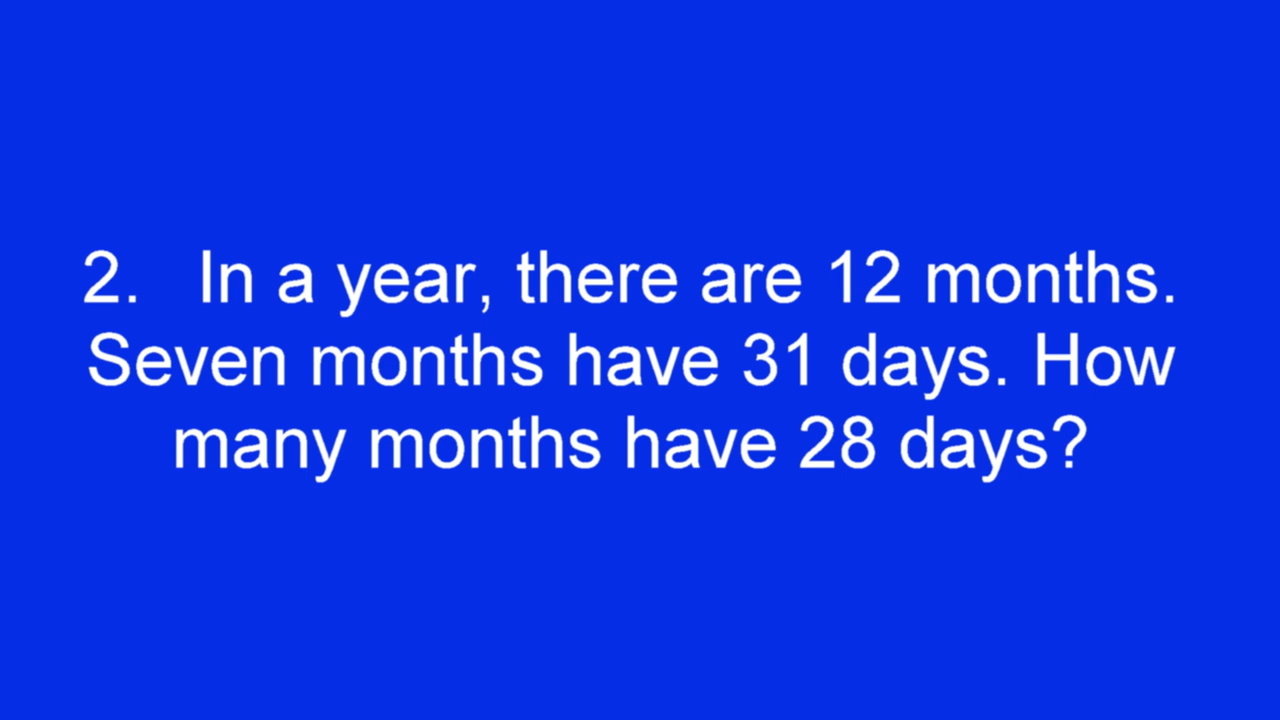 2. In a year, there are 12 months.
Seven months have 31 days. How
many months have 28 days?